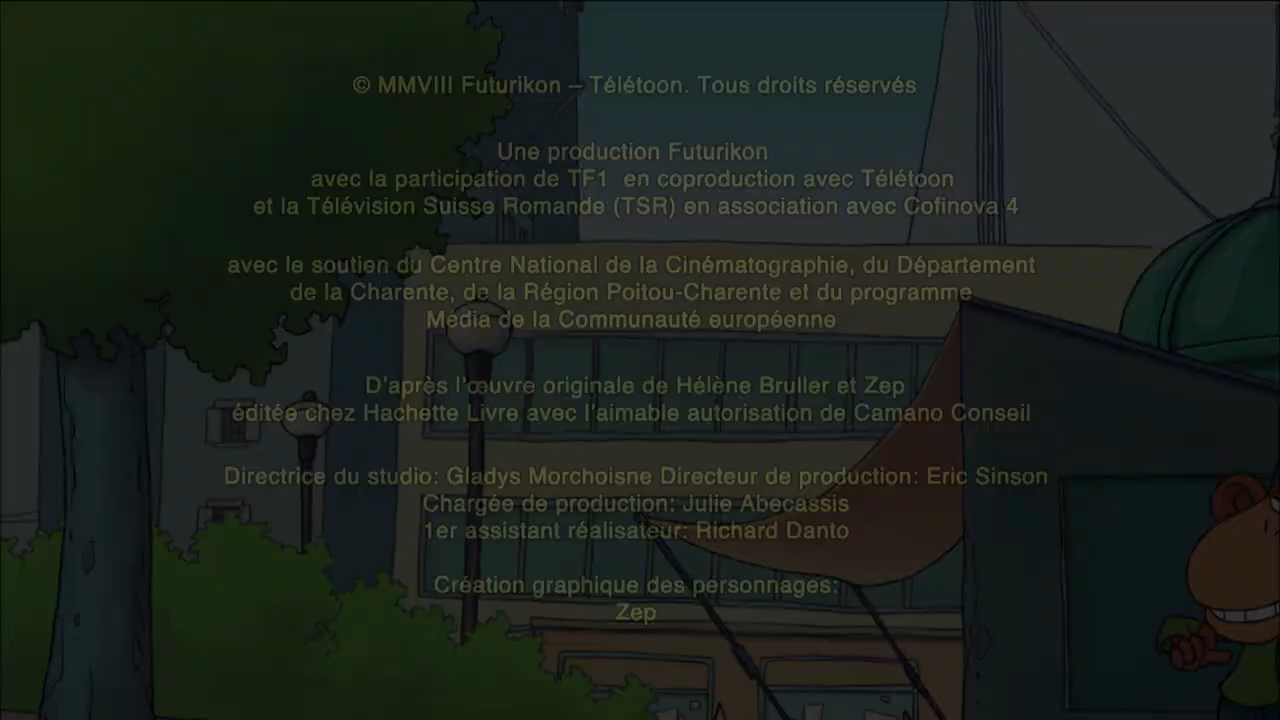 © MMVIII Futurikon – Télétoon. Tous droits réservés
Une production Futurikon
avec la participation de TF1 en coproduction avec Télétoon
et la Télévision Suisse Romande (TSR) en association avec Cofinova 4
avec le soutien du Centre National de la Cinématographie, du Département
de la Charente, de la Région Poitou-Charente et du programme
Média de la Communauté européenne
D'après l'œuvre originale de Hélène Bruller et Zep
éditée chez Hachette Livre avec l'aimable autorisation de Camano Conseil
Directrice du studio: Gladys Morchoisne Directeur de production: Eric Sinson
Chargée de production: Julie Abecassis
1er assistant réalisateur: Richard Danto
Création graphique des personnages:
Zep